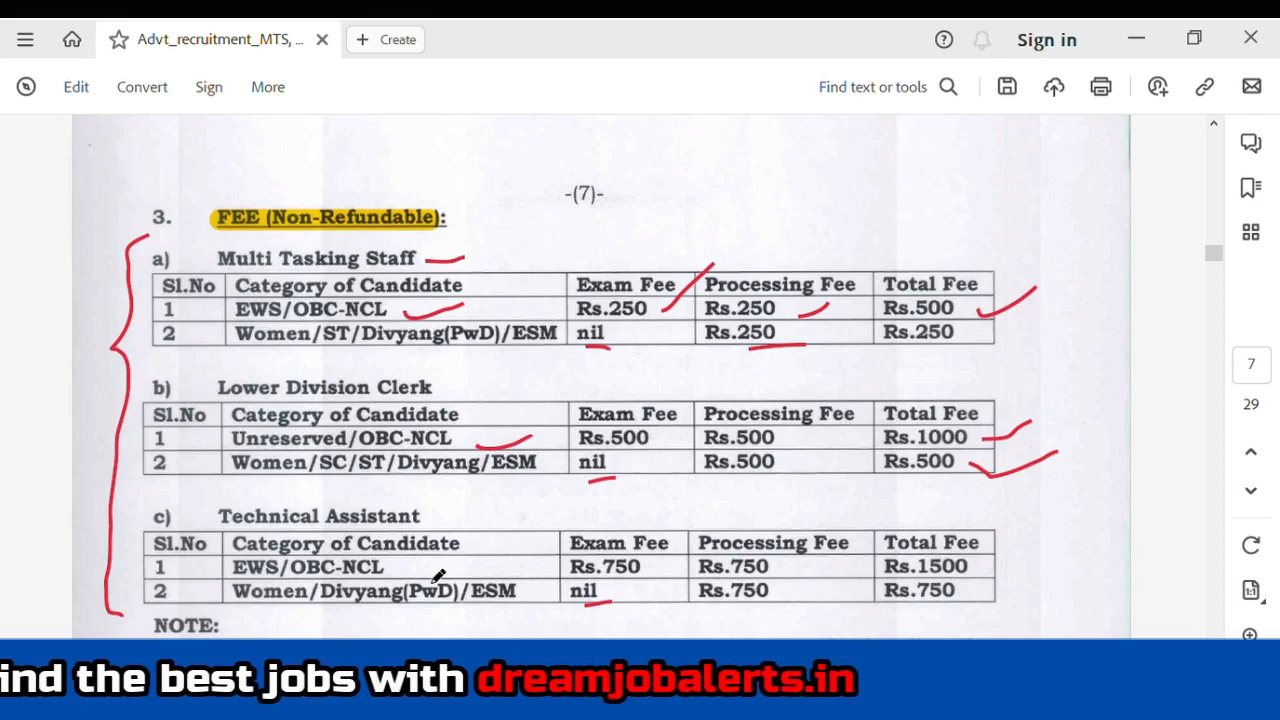 Advt_recruitment_MTS, ...
Create
Sign in
Edit Convert Sign More
Find text or tools
-(7)-
3. FEE (Non-Refundable):
a) Multi Tasking Staff
Sl.No Category of Candidate Exam Fee Processing Fee Total Fee
1 EWS/OBC-NCL Rs.250 Rs.250 Rs.500
2 Women/ST/Divyang(PwD)/ESM nil Rs.250 Rs.250
b) Lower Division Clerk
Sl.No Category of Candidate Exam Fee Processing Fee Total Fee
1 Unreserved/OBC-NCL Rs.500 Rs.500 Rs.1000
2 Women/SC/ST/Divyang/ESM nil Rs.500 Rs.500
c) Technical Assistant
Sl.No Category of Candidate Exam Fee Processing Fee Total Fee
1 EWS/OBC-NCL Rs.750 Rs.750 Rs.1500
2 Women/Divyang(PwD)/ESM nil Rs.750 Rs.750
NOTE:
7
29
1:1
ind the best jobs with dreamjobalerts.in